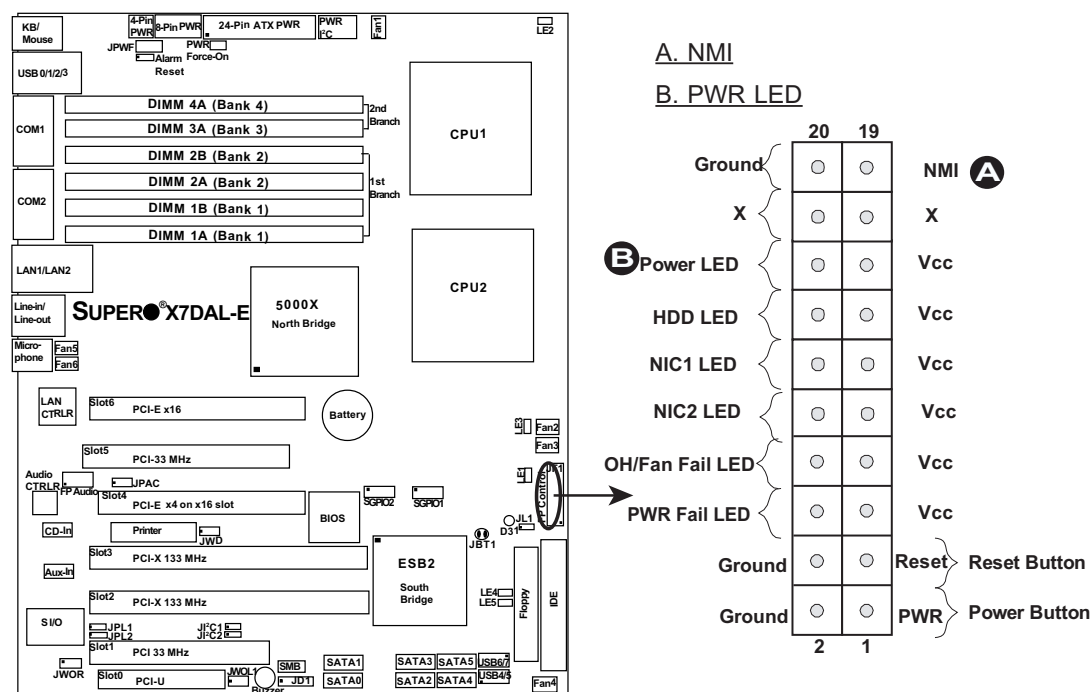 KB/
Mouse
4-Pin
PWR
8-Pin PWR
24-Pin ATX PWR
PWR
I²C
Fan1
LE2
JPWF
Alarm
Reset
PWR
Force-On
USB 0/1/2/3
DIMM 4A (Bank 4)
DIMM 3A (Bank 3)
2nd
Branch
COM1
DIMM 2B (Bank 2)
DIMM 2A (Bank 2)
DIMM 1B (Bank 1)
DIMM 1A (Bank 1)
1st
Branch
COM2
CPU1
CPU2
LAN1/LAN2
Line-in/
Line-out
SUPER®X7DAL-E
5000X
North Bridge
Micro-
phone
Fan5
Fan6
LAN
CTRLR
Slot6
PCI-E x16
Battery
LE3
Fan2
Fan3
Slot5
PCI-33 MHz
Audio
CTRLR
FP Audio
JPAC
LE1
JF1
FP Control
Slot4
PCI-E x4 on x16 slot
BIOS
SGPIO2
SGPIO1
CD-In
Printer
JWD
JBT1
D31
JL1
Slot3
PCI-X 133 MHz
Aux-In
ESB2
South
Bridge
Floppy
IDE
Slot2
PCI-X 133 MHz
LE4
LE5
S I/O
JPL1
JPL2
JI²C1
JI²C2
Slot1
PCI 33 MHz
JWOR
Slot0
PCI-U
JWOL1
Buzzer
SMB
JD1
SATA1
SATA0
SATA3
SATA2
SATA5
SATA4
USB6/7
USB4/5
Fan4
A. NMI
B. PWR LED
20 19
Ground NMI A
X X
B Power LED Vcc
HDD LED Vcc
NIC1 LED Vcc
NIC2 LED Vcc
OH/Fan Fail LED Vcc
PWR Fail LED Vcc
Ground Reset Reset Button
Ground PWR Power Button
2 1